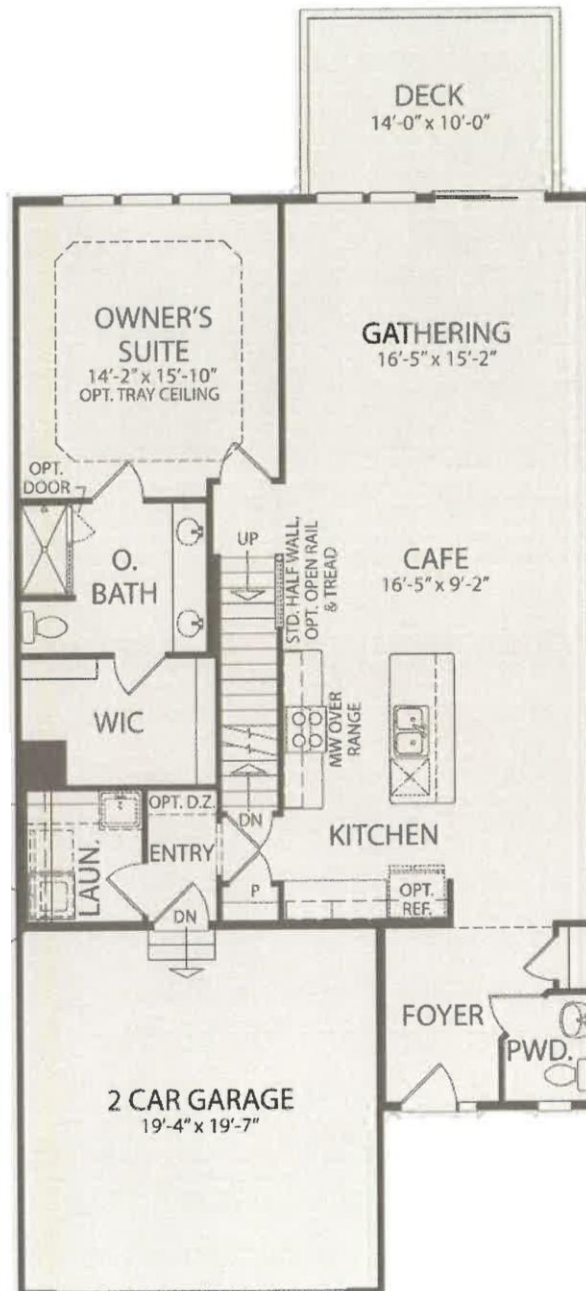 DECK
14'-0" x 10'-0"
OWNER'S
SUITE
14'-2" x 15'-10"
OPT. TRAY CEILING
GATHERING
16'-5" x 15'-2"
OPT.
DOOR
O.
BATH
UP
STD. HALF WALL,
OPT. OPEN RAIL
& TREAD
CAFE
16'-5" x 9'-2"
WIC
MW OVER
RANGE
OPT. D.Z.
LAUN.
ENTRY
DN
KITCHEN
P
OPT.
REF.
DN
FOYER
PWD.
2 CAR GARAGE
19'-4" x 19'-7"